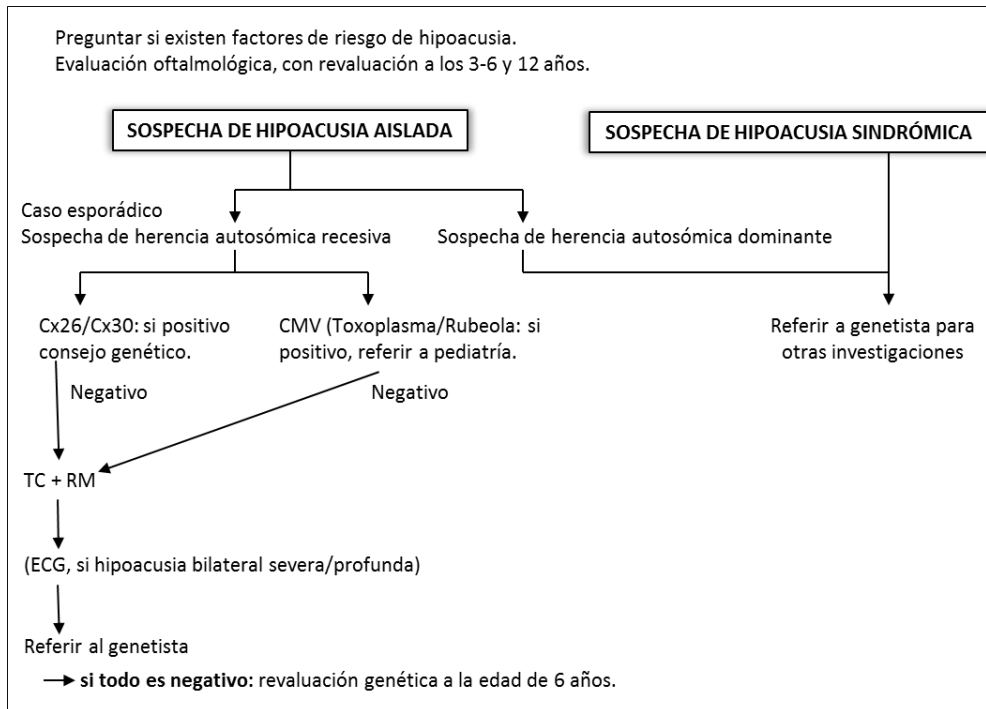 Preguntar si existen factores de riesgo de hipoacusia.
Evaluación oftalmológica, con revaluación a los 3-6 y 12 años.
SOSPECHA DE HIPOACUSIA AISLADA
SOSPECHA DE HIPOACUSIA SINDRÓMICA
Caso esporádico
Sospecha de herencia autosómica recesiva
Sospecha de herencia autosómica dominante
Cx26/Cx30: si positivo
consejo genético.
CMV (Toxoplasma/Rubeola: si
positivo, referir a pediatría.
Referir a genetista para
otras investigaciones
Negativo
Negativo
TC + RM
(ECG, si hipoacusia bilateral severa/profunda)
Referir al genetista
si todo es negativo: revaluación genética a la edad de 6 años.